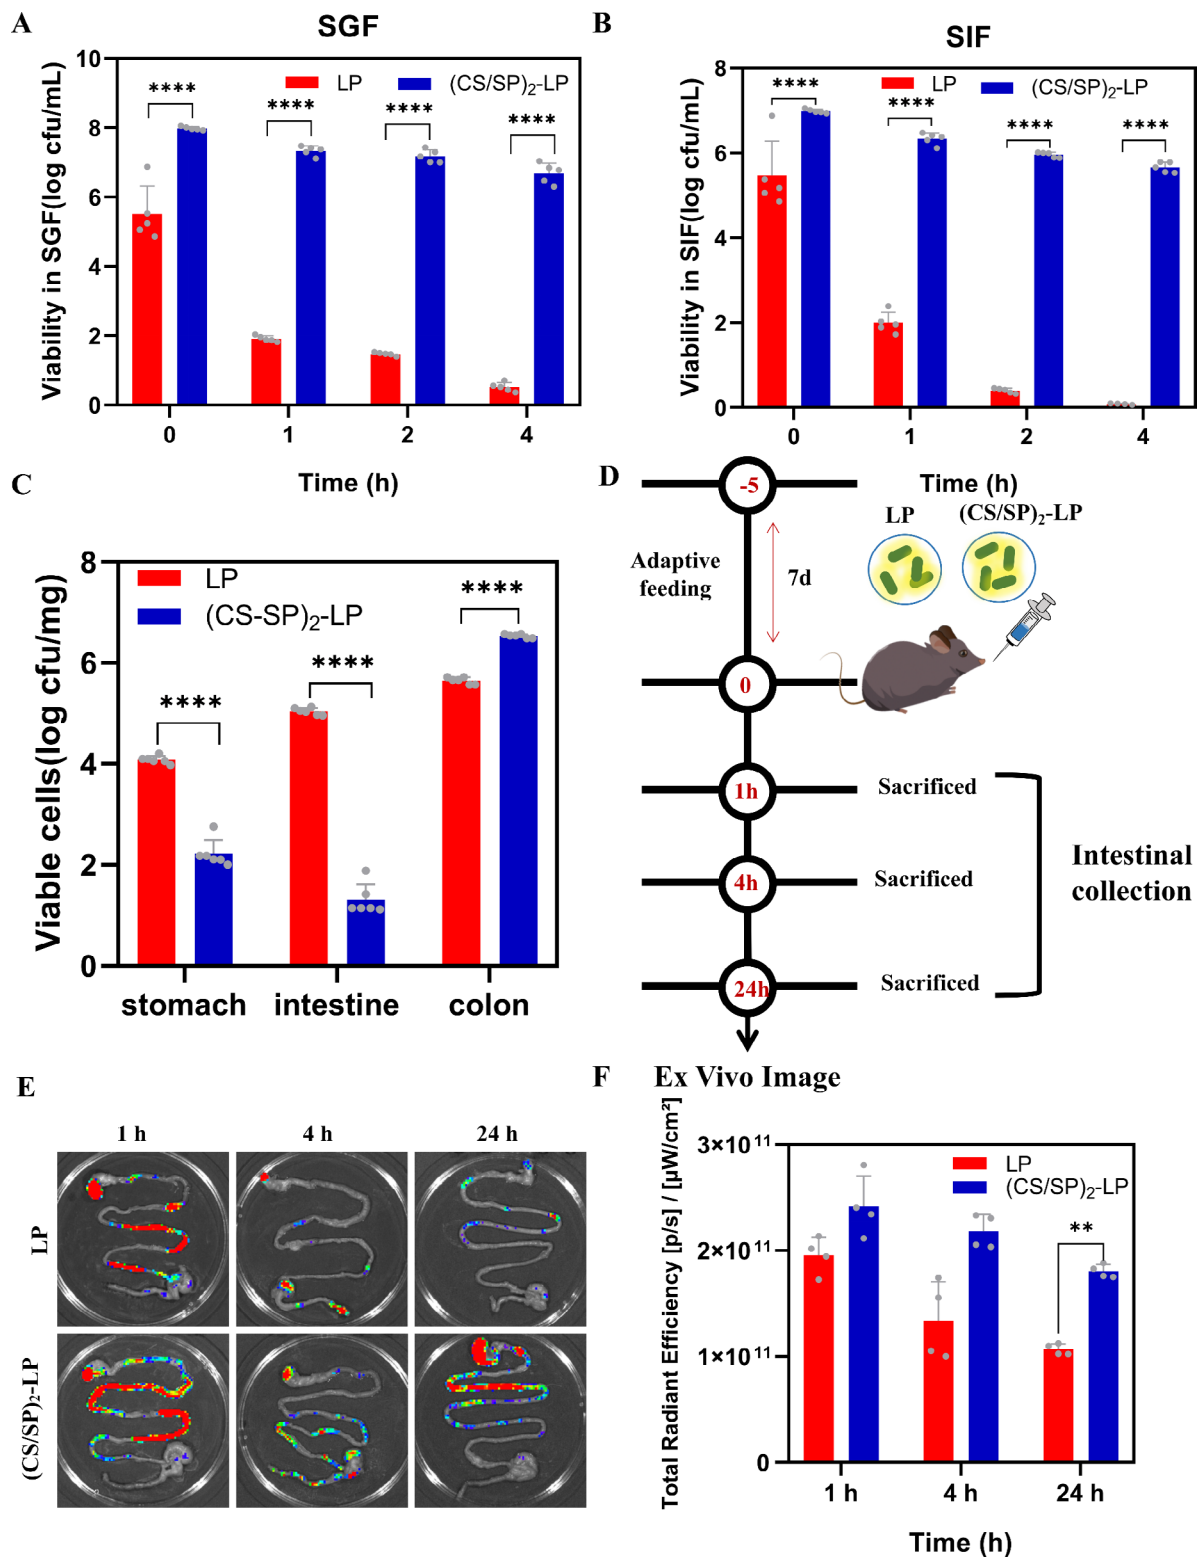 A
SGF
Viability in SGF(log cfu/mL)
10
8
6
4
2
0
LP
(CS/SP)₂-LP
****
****
****
****
0
1
2
4
Time (h)
B
SIF
Viability in SIF(log cfu/mL)
8
6
4
2
0
LP
(CS/SP)₂-LP
****
****
****
****
0
1
2
4
Time (h)
C
Viable cells(log cfu/mg)
8
6
4
2
0
LP
(CS-SP)₂-LP
****
****
****
stomach
intestine
colon
D
-5
Adaptive
feeding
7d
LP
(CS/SP)₂-LP
0
1h
Sacrificed
4h
Sacrificed
24h
Sacrificed
Intestinal
collection
E
1 h
4 h
24 h
LP
(CS/SP)₂-LP
F
Ex Vivo Image
Total Radiant Efficiency [p/s] / [µW/cm²]
3×10¹¹
2×10¹¹
1×10¹¹
0
LP
(CS/SP)₂-LP
**
1 h
4 h
24 h
Time (h)